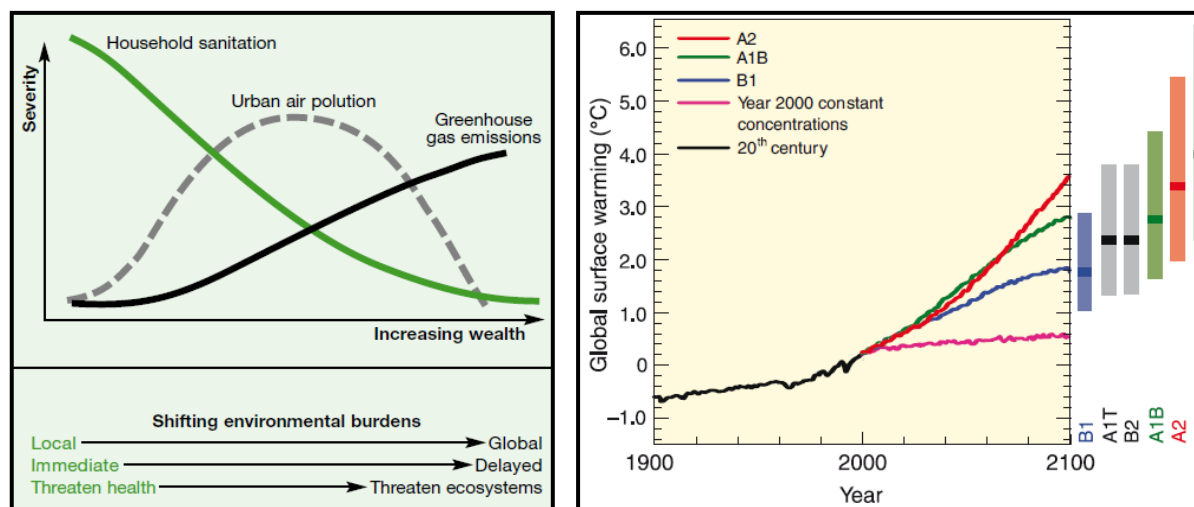 Household sanitation
Urban air polution
Greenhouse
gas emissions
Severity
Increasing wealth
Shifting environmental burdens
Local Global
Immediate Delayed
Threaten health Threaten ecosystems
A2
A1B
B1
Year 2000 constant
concentrations
20th century
Global surface warming (°C)
6.0
5.0
4.0
3.0
2.0
1.0
0
–1.0
1900 2000 2100
Year
B1
A1T
B2
A1B
A2